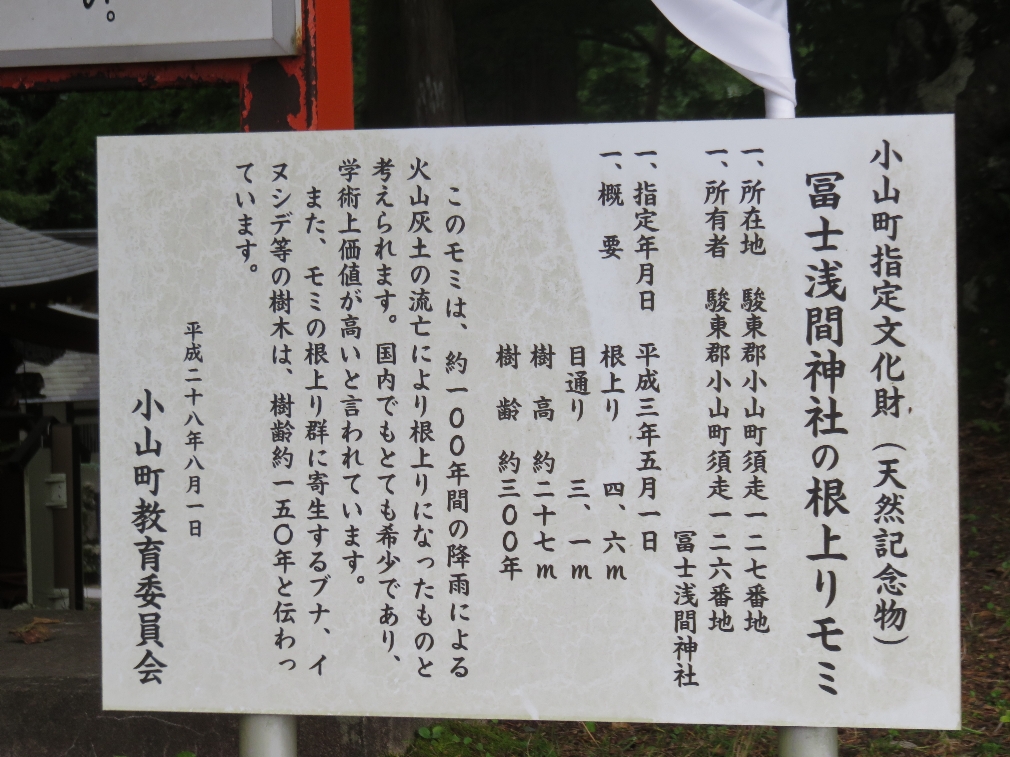 い。
小山町指定文化財（天然記念物）
冨士浅間神社の根上りモミ
一、所在地　駿東郡小山町須走一二七番地
一、所有者　駿東郡小山町須走一二六番地
冨士浅間神社
一、指定年月日　平成三年五月一日
一、概　要　根上り　四、六m
目通り　三、一m
樹　高　約二十七m
樹　齢　約三〇〇年
このモミは、約一〇〇年間の降雨による
火山灰土の流亡により根上りになったものと
考えられます。国内でもとても希少であり、
学術上価値が高いと言われています。
また、モミの根上り群に寄生するブナ、イ
ヌシデ等の樹木は、樹齢約一五〇年と伝わっ
ています。
平成二十八年八月一日
小山町教育委員会